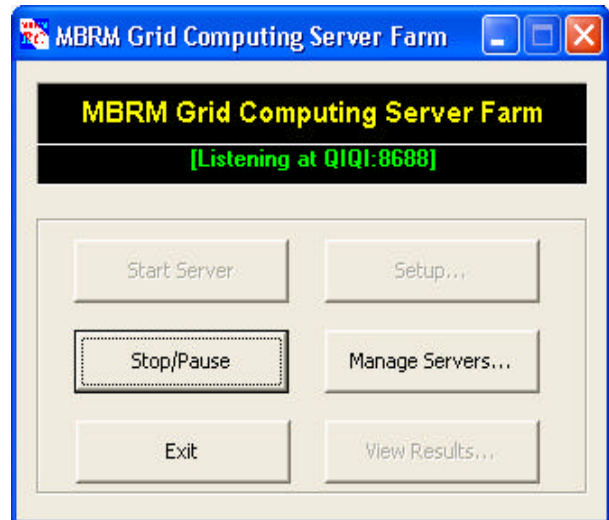 MBRM Grid Computing Server Farm
MBRM Grid Computing Server Farm
[Listening at QIQI:8688]
Start Server
Setup...
Stop/Pause
Manage Servers...
Exit
View Results...